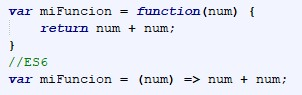 var miFuncion = function(num) {
    return num + num;
}
//ES6
var miFuncion = (num) => num + num;